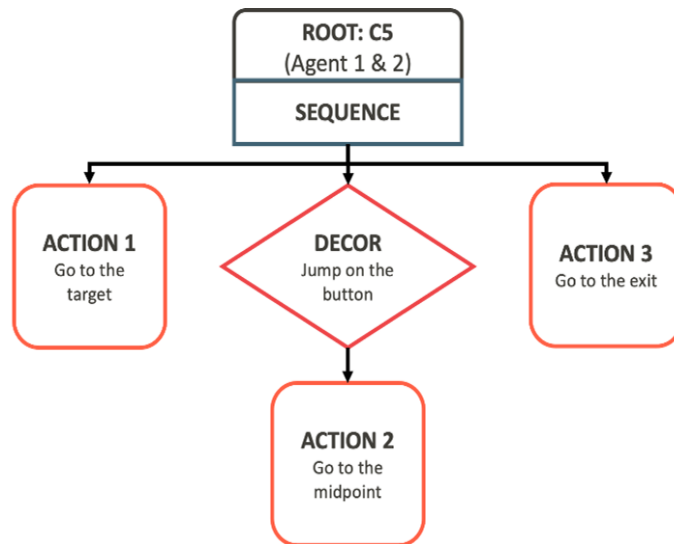 ROOT: C5
(Agent 1 & 2)
SEQUENCE
ACTION 1
Go to the
target
DECOR
Jump on the
button
ACTION 3
Go to the exit
ACTION 2
Go to the
midpoint